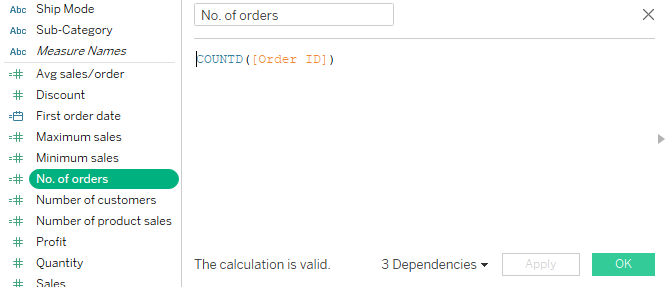 Abc Ship Mode
Abc Sub-Category
Abc Measure Names
=# Avg sales/order
# Discount
= First order date
=# Maximum sales
=# Minimum sales
=# No. of orders
=# Number of customers
=# Number of product sales
# Profit
# Quantity
# Sales
No. of orders
COUNTD([Order ID])
The calculation is valid.
3 Dependencies
Apply
OK